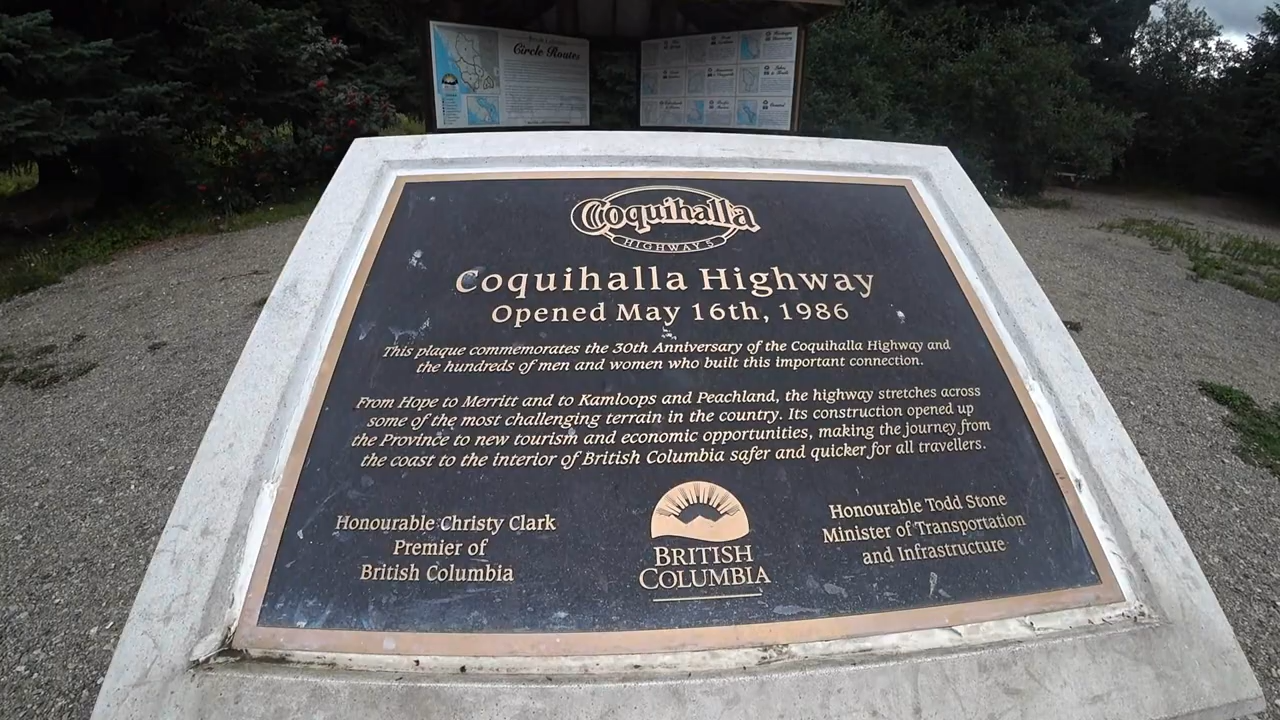 Circle Routes
Coquihalla
HIGHWAY 5
Coquihalla Highway
Opened May 16th, 1986
This plaque commemorates the 30th Anniversary of the Coquihalla Highway and
the hundreds of men and women who built this important connection.
From Hope to Merritt and to Kamloops and Peachland, the highway stretches across
some of the most challenging terrain in the country. Its construction opened up
the Province to new tourism and economic opportunities, making the journey from
the coast to the interior of British Columbia safer and quicker for all travellers.
Honourable Christy Clark
Premier of
British Columbia
BRITISH
COLUMBIA
Honourable Todd Stone
Minister of Transportation
and Infrastructure